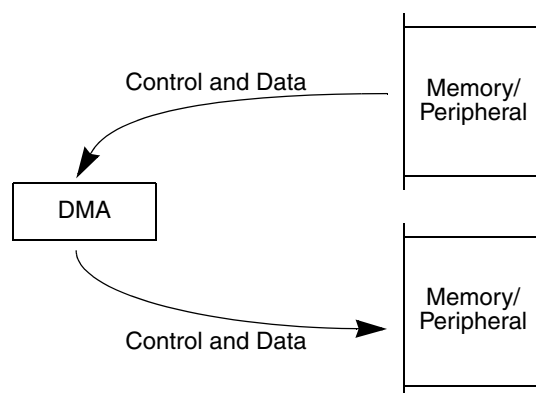 Control and Data
Memory/
Peripheral
DMA
Memory/
Peripheral
Control and Data